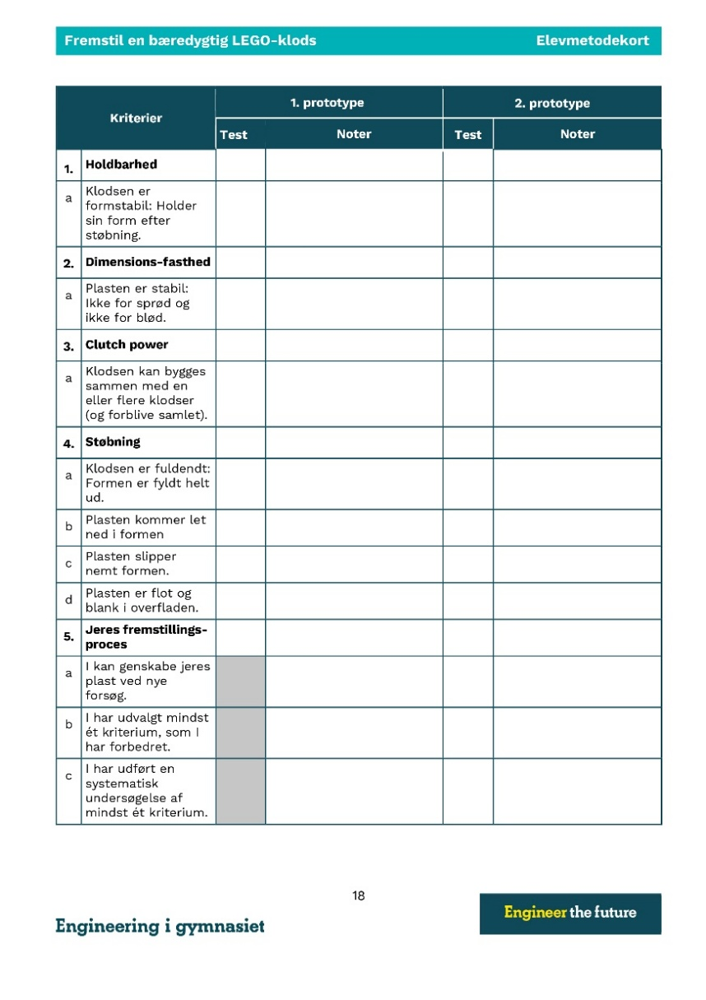 Fremstil en bæredygtig LEGO-klods Elevmetodekort
Kriterier
1. prototype
2. prototype
Test Noter Test Noter
1. Holdbarhed
a Klodsen er
formstabil: Holder
sin form efter
støbning.
2. Dimensions-fasthed
a Plasten er stabil:
Ikke for sprød og
ikke for blød.
3. Clutch power
a Klodsen kan bygges
sammen med en
eller flere klodser
(og forblive samlet).
4. Støbning
a Klodsen er fuldendt:
Formen er fyldt helt
ud.
b Plasten kommer let
ned i formen
c Plasten slipper
nemt formen.
d Plasten er flot og
blank i overfladen.
5. Jeres fremstillings-
proces
a I kan genskabe jeres
plast ved nye
forsøg.
b I har udvalgt mindst
ét kriterium, som I
har forbedret.
c I har udført en
systematisk
undersøgelse af
mindst ét kriterium.
18
Engineering i gymnasiet
Engineer the future